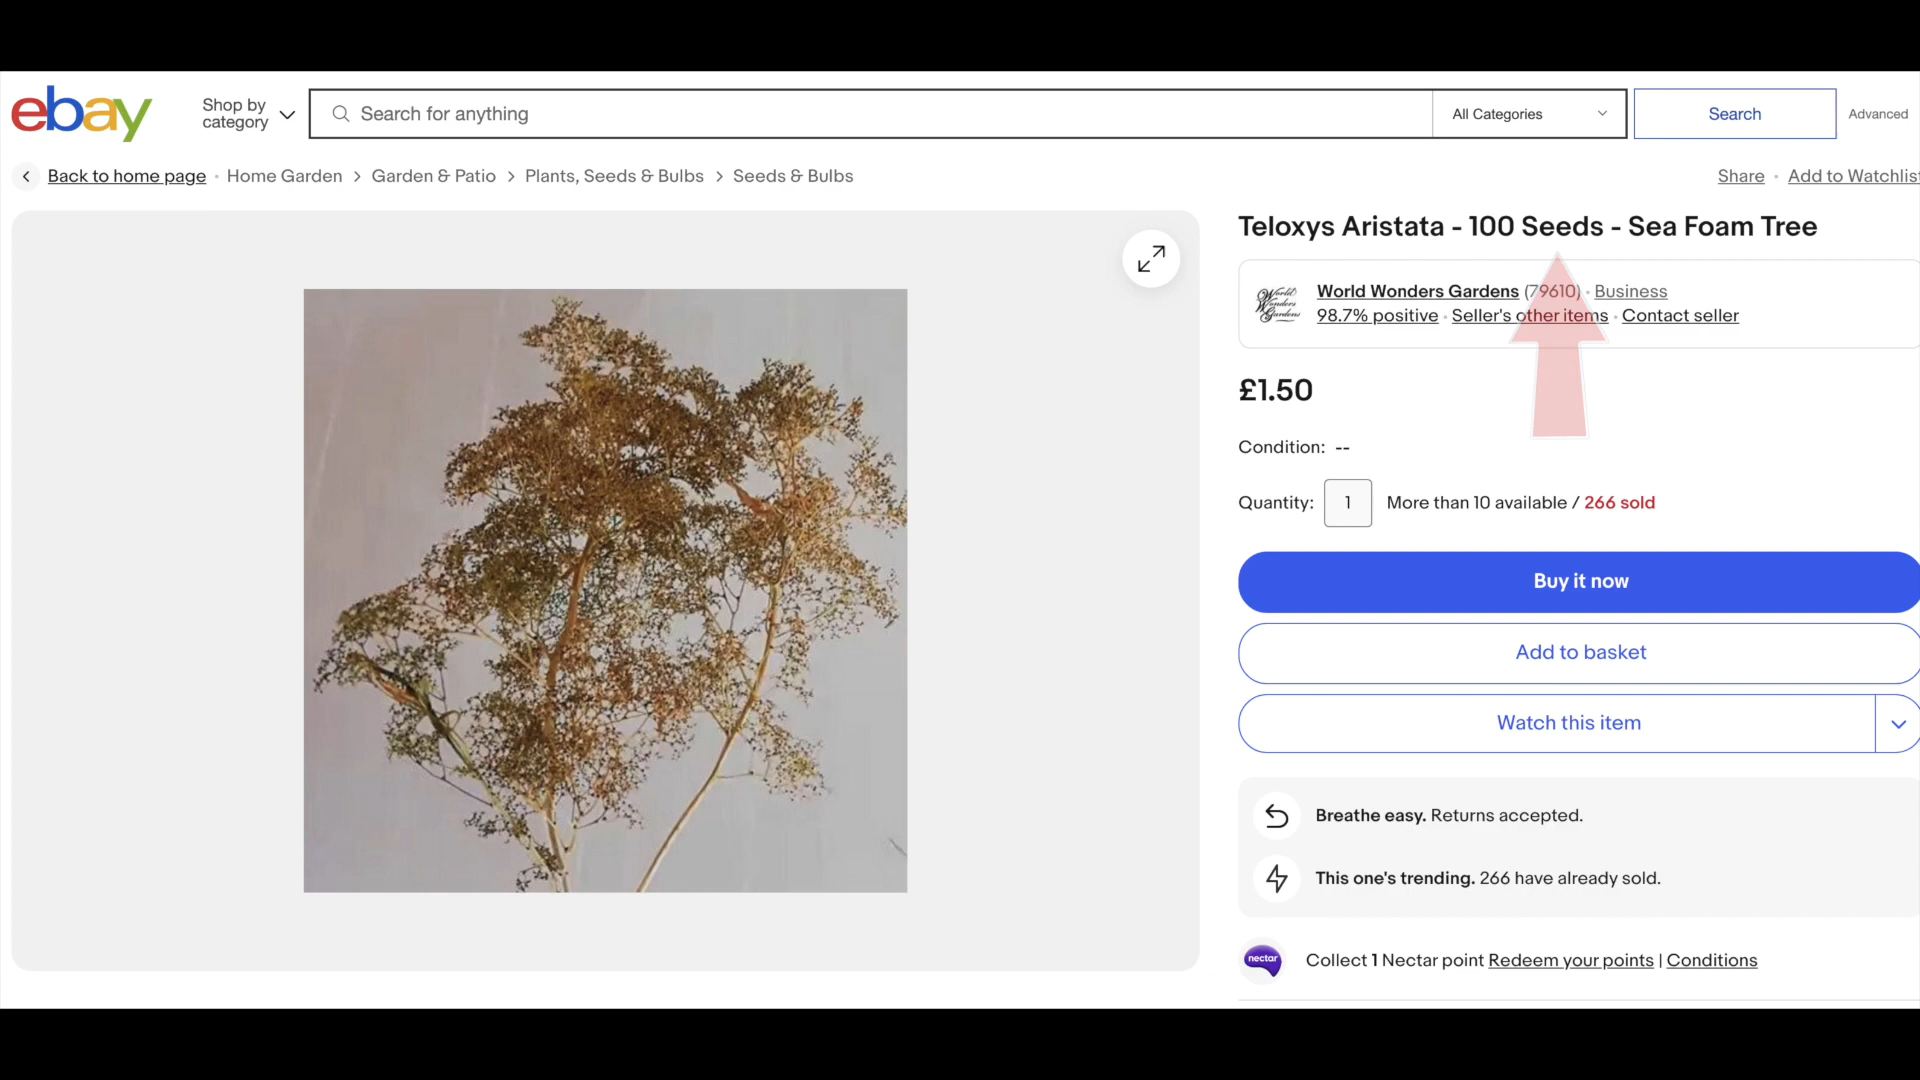 ebay
Shop by
category
Search for anything
All Categories
Search
Advanced
Back to home page · Home Garden > Garden & Patio > Plants, Seeds & Bulbs > Seeds & Bulbs
Share · Add to Watchlist
Teloxys Aristata - 100 Seeds - Sea Foam Tree
World Wonders Gardens
World Wonders Gardens (79610) · Business
98.7% positive · Seller's other items · Contact seller
£1.50
Condition: --
Quantity: 1 More than 10 available / 266 sold
Buy it now
Add to basket
Watch this item
Breathe easy. Returns accepted.
This one's trending. 266 have already sold.
nectar
Collect 1 Nectar point Redeem your points | Conditions